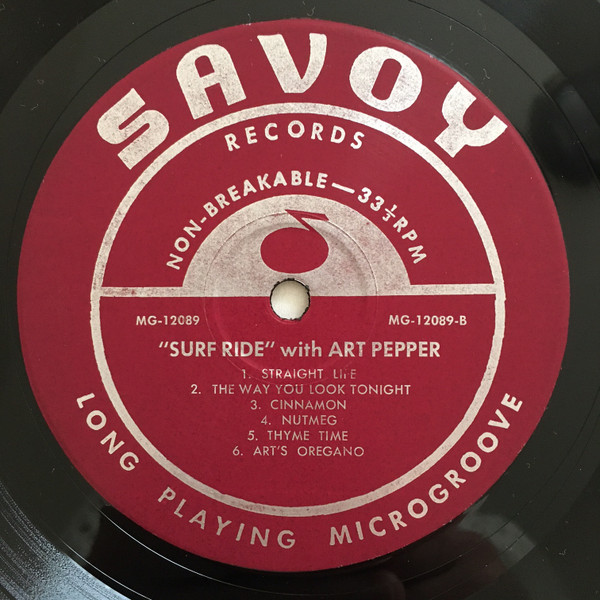 SAVOY
RECORDS
NON-BREAKABLE—33⅓ RPM
MG-12089
MG-12089-B
"SURF RIDE" with ART PEPPER
1. STRAIGHT LIFE
2. THE WAY YOU LOOK TONIGHT
3. CINNAMON
4. NUTMEG
5. THYME TIME
6. ART'S OREGANO
LONG PLAYING MICROGROOVE